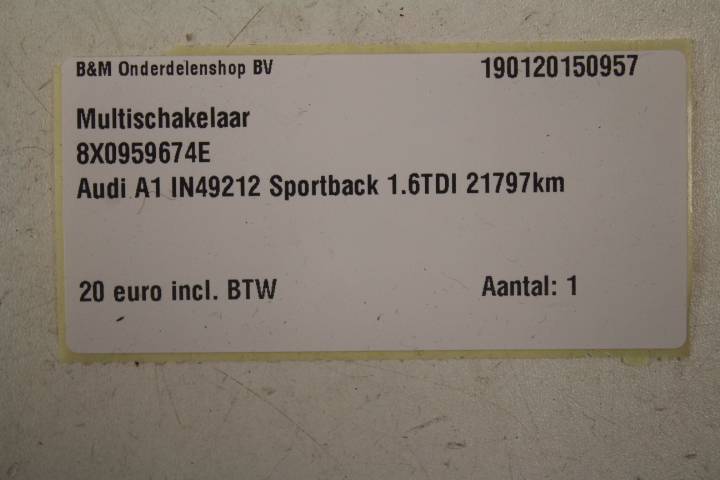 B&M Onderdelenshop BV 190120150957
Multischakelaar
8X0959674E
Audi A1 IN49212 Sportback 1.6TDI 21797km
20 euro incl. BTW Aantal: 1